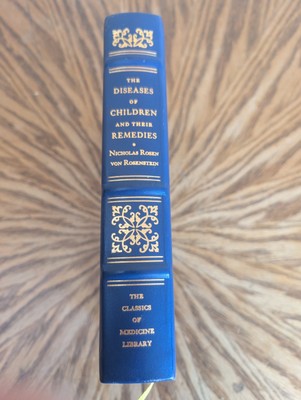 THE
DISEASES
OF
CHILDREN
AND THEIR
REMEDIES
NICHOLAS ROSEN
VON ROSENSTEIN
THE
CLASSICS
OF
MEDICINE
LIBRARY